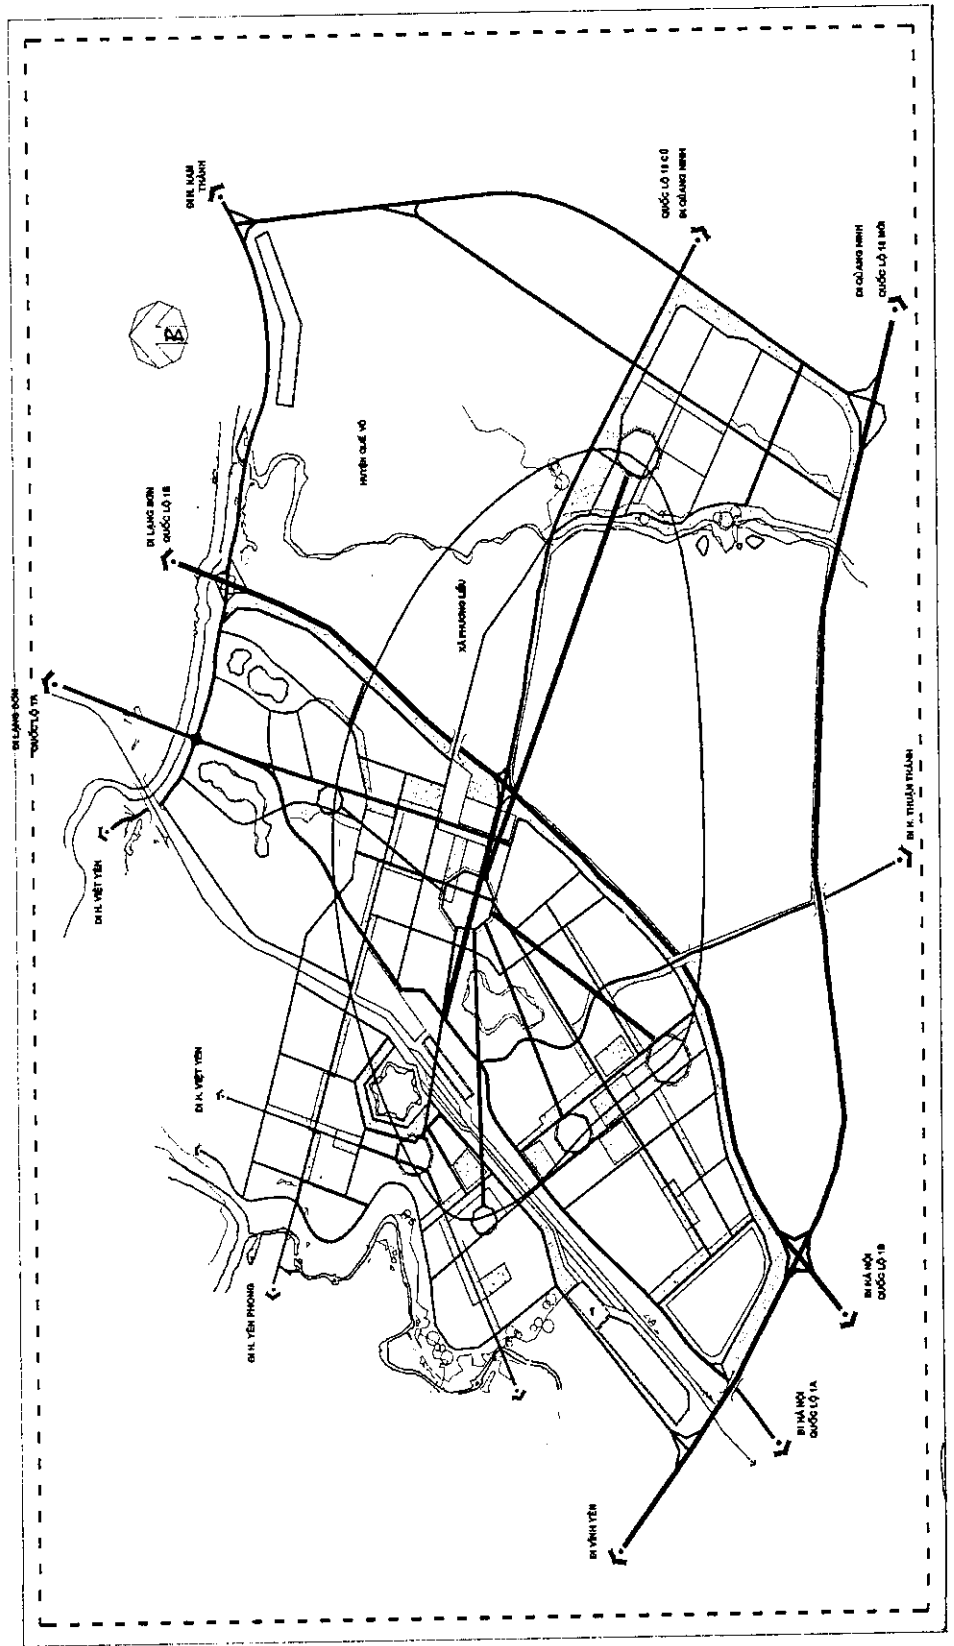 ĐI H. NAM
THÀNH
QUỐC LỘ 18 CŨ
ĐI QUẢNG NINH
ĐI QUẢNG NINH
QUỐC LỘ 18 MỚI
HUYỆN QUẾ VÕ
ĐI LẠNG SƠN
QUỐC LỘ 1B
XÃ PHƯƠNG LIỄU
ĐI LẠNG SƠN
QUỐC LỘ 1A
ĐI H. VIỆT YÊN
ĐI H. THUẬN THÀNH
ĐI H. VIỆT YÊN
ĐI H. YÊN PHONG
ĐI HÀ NỘI
QUỐC LỘ 1B
ĐI HÀ NỘI
QUỐC LỘ 1A
ĐI VĨNH YÊN